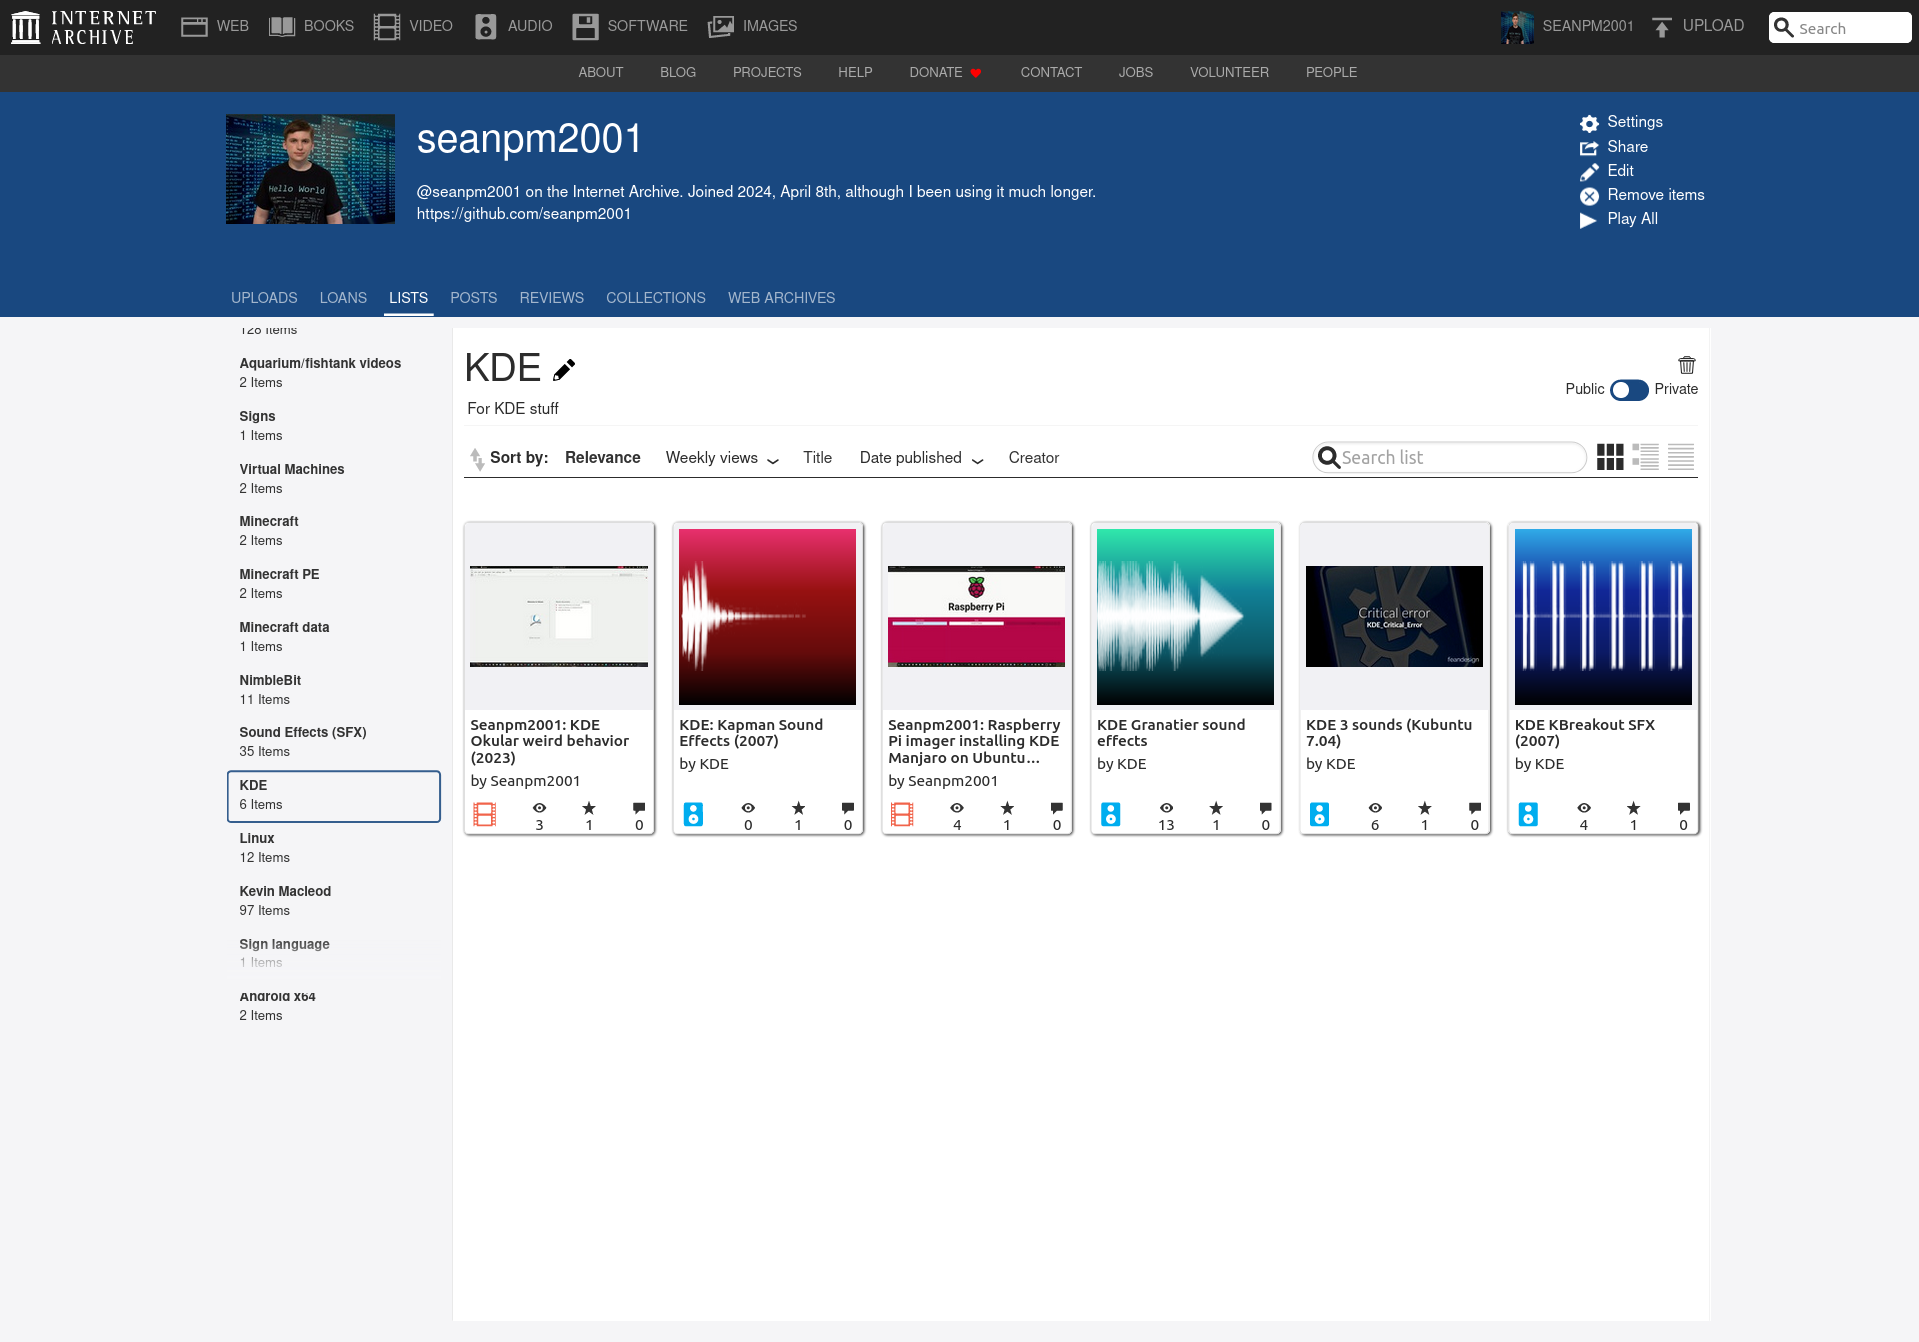 INTERNET
ARCHIVE
WEB
BOOKS
VIDEO
AUDIO
SOFTWARE
IMAGES
SEANPM2001
UPLOAD
Search
ABOUT
BLOG
PROJECTS
HELP
DONATE
CONTACT
JOBS
VOLUNTEER
PEOPLE
Hello World
seanpm2001
@seanpm2001 on the Internet Archive. Joined 2024, April 8th, although I been using it much longer.
https://github.com/seanpm2001
Settings
Share
Edit
Remove items
Play All
UPLOADS
LOANS
LISTS
POSTS
REVIEWS
COLLECTIONS
WEB ARCHIVES
128 Items
Aquarium/fishtank videos
2 Items
Signs
1 Items
Virtual Machines
2 Items
Minecraft
2 Items
Minecraft PE
2 Items
Minecraft data
1 Items
NimbleBit
11 Items
Sound Effects (SFX)
35 Items
KDE
6 Items
Linux
12 Items
Kevin Macleod
97 Items
Sign language
1 Items
Android x64
2 Items
KDE
For KDE stuff
Public
Private
Sort by:
Relevance
Weekly views
Title
Date published
Creator
Search list
Seanpm2001: KDE
Okular weird behavior
(2023)
by Seanpm2001
3
1
0
KDE: Kapman Sound
Effects (2007)
by KDE
0
1
0
Raspberry Pi
Seanpm2001: Raspberry
Pi imager installing KDE
Manjaro on Ubuntu…
by Seanpm2001
4
1
0
KDE Granatier sound
effects
by KDE
13
1
0
Critical error
KDE_Critical_Error
feandesign
KDE 3 sounds (Kubuntu
7.04)
by KDE
6
1
0
KDE KBreakout SFX
(2007)
by KDE
4
1
0